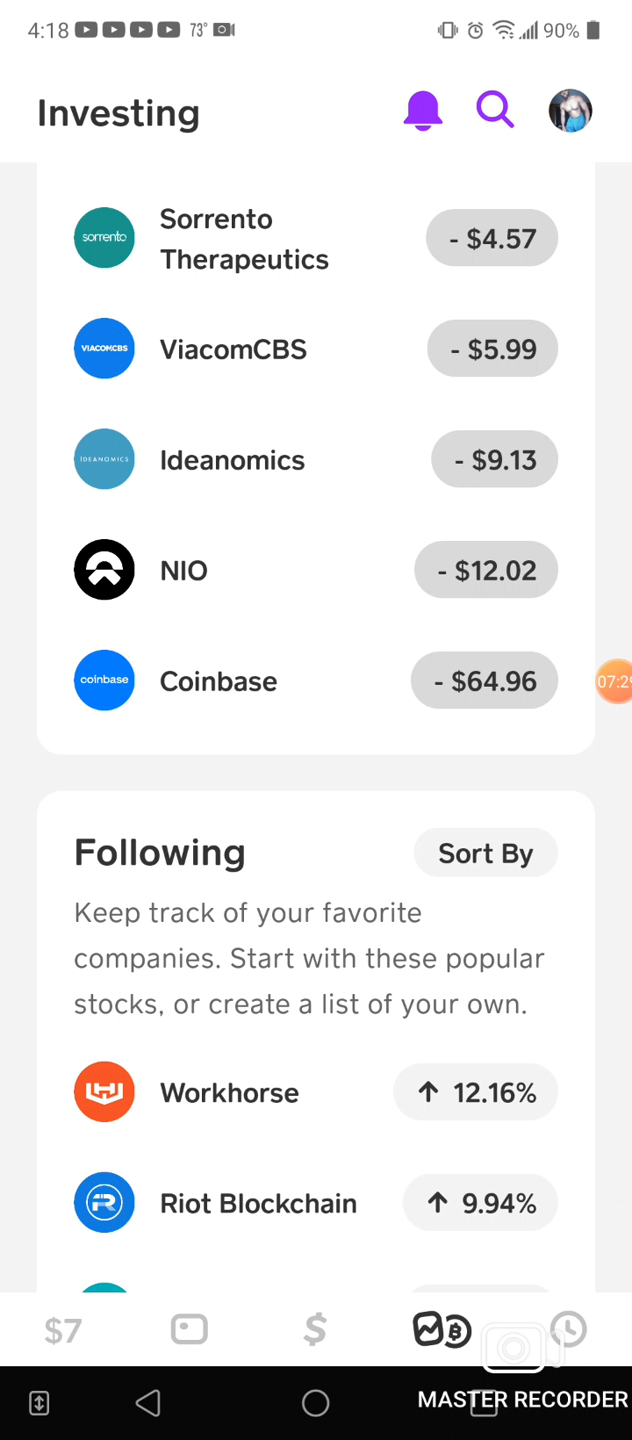 4:18 73° 90%
Investing
sorrento Sorrento Therapeutics - $4.57
VIACOMCBS ViacomCBS - $5.99
IDEANOMICS Ideanomics - $9.13
NIO - $12.02
coinbase Coinbase - $64.96
07:29
Following Sort By
Keep track of your favorite
companies. Start with these popular
stocks, or create a list of your own.
Workhorse ↑ 12.16%
Riot Blockchain ↑ 9.94%
$7 $
MASTER RECORDER